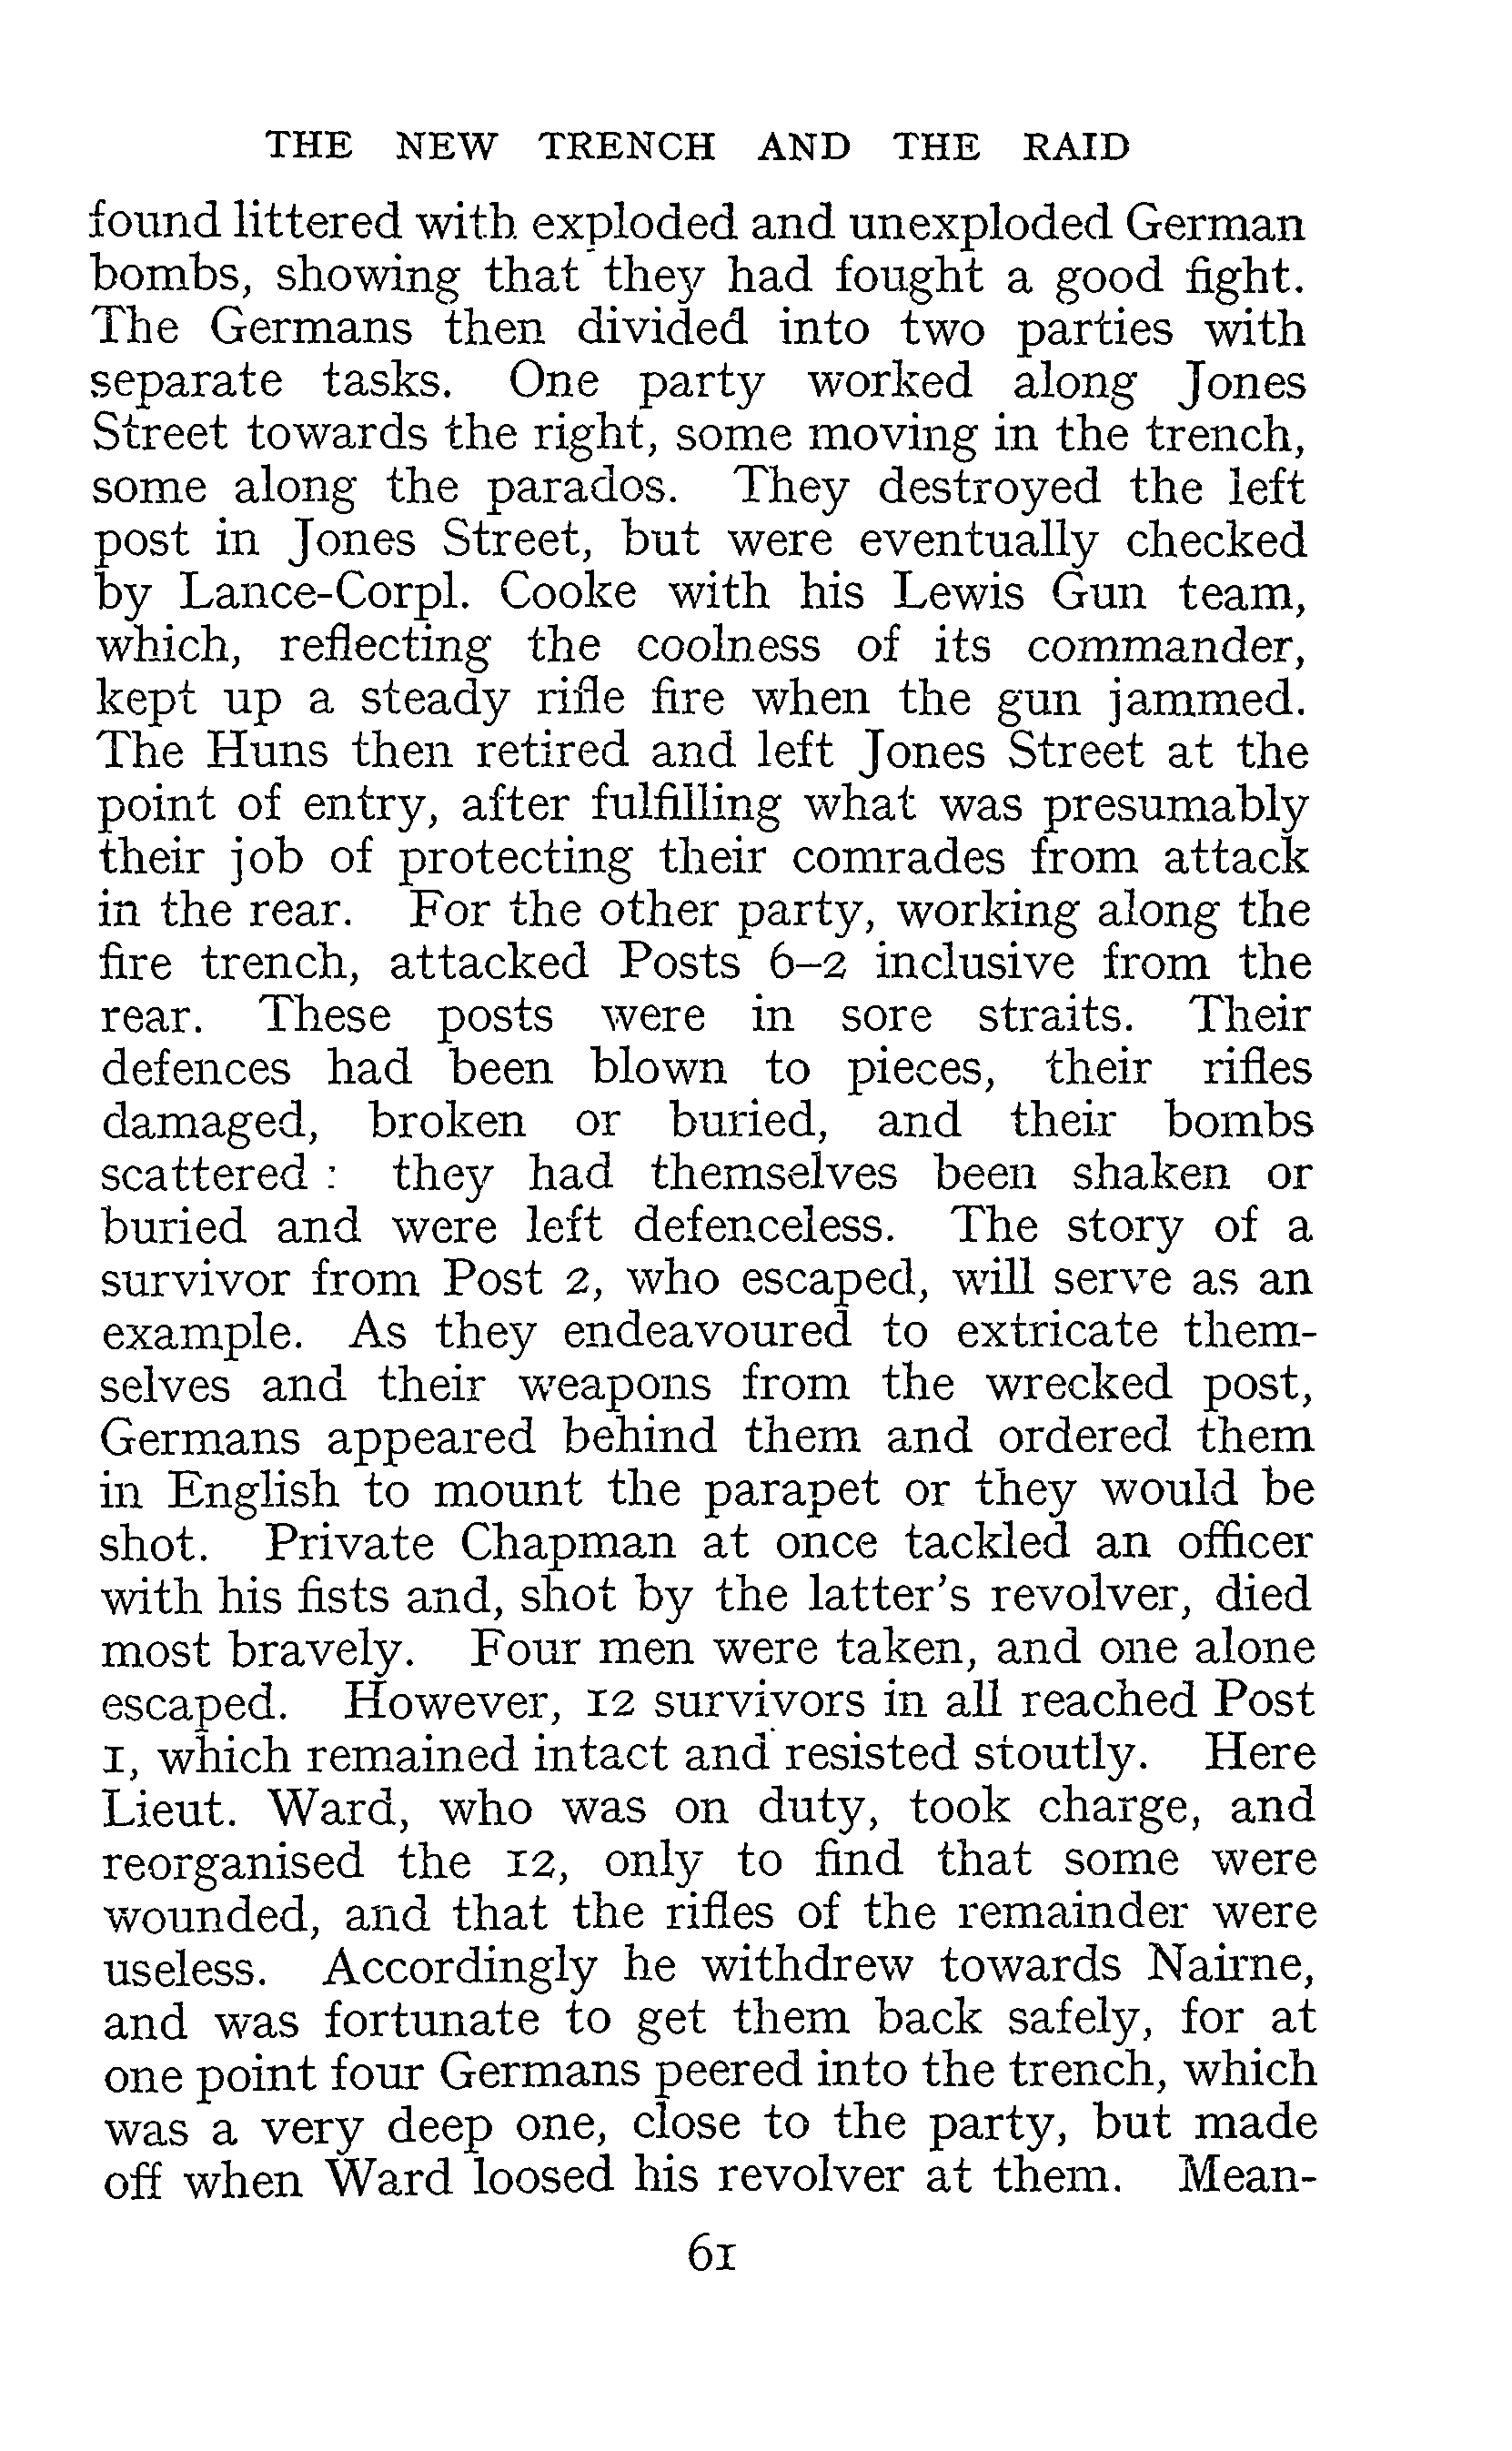 THE NEW TRENCH AND THE RAID
found littered with exploded and unexploded German
bombs, showing that they had fought a good fight.
The Germans then divided into two parties with
separate tasks. One party worked along Jones
Street towards the right, some moving in the trench,
some along the parados. They destroyed the left
post in Jones Street, but were eventually checked
by Lance-Corpl. Cooke with his Lewis Gun team,
which, reflecting the coolness of its commander,
kept up a steady rifle fire when the gun jammed.
The Huns then retired and left Jones Street at the
point of entry, after fulfilling what was presumably
their job of protecting their comrades from attack
in the rear. For the other party, working along the
fire trench, attacked Posts 6–2 inclusive from the
rear. These posts were in sore straits. Their
defences had been blown to pieces, their rifles
damaged, broken or buried, and their bombs
scattered : they had themselves been shaken or
buried and were left defenceless. The story of a
survivor from Post 2, who escaped, will serve as an
example. As they endeavoured to extricate them-
selves and their weapons from the wrecked post,
Germans appeared behind them and ordered them
in English to mount the parapet or they would be
shot. Private Chapman at once tackled an officer
with his fists and, shot by the latter's revolver, died
most bravely. Four men were taken, and one alone
escaped. However, 12 survivors in all reached Post
1, which remained intact and resisted stoutly. Here
Lieut. Ward, who was on duty, took charge, and
reorganised the 12, only to find that some were
wounded, and that the rifles of the remainder were
useless. Accordingly he withdrew towards Nairne,
and was fortunate to get them back safely, for at
one point four Germans peered into the trench, which
was a very deep one, close to the party, but made
off when Ward loosed his revolver at them. Mean-
61